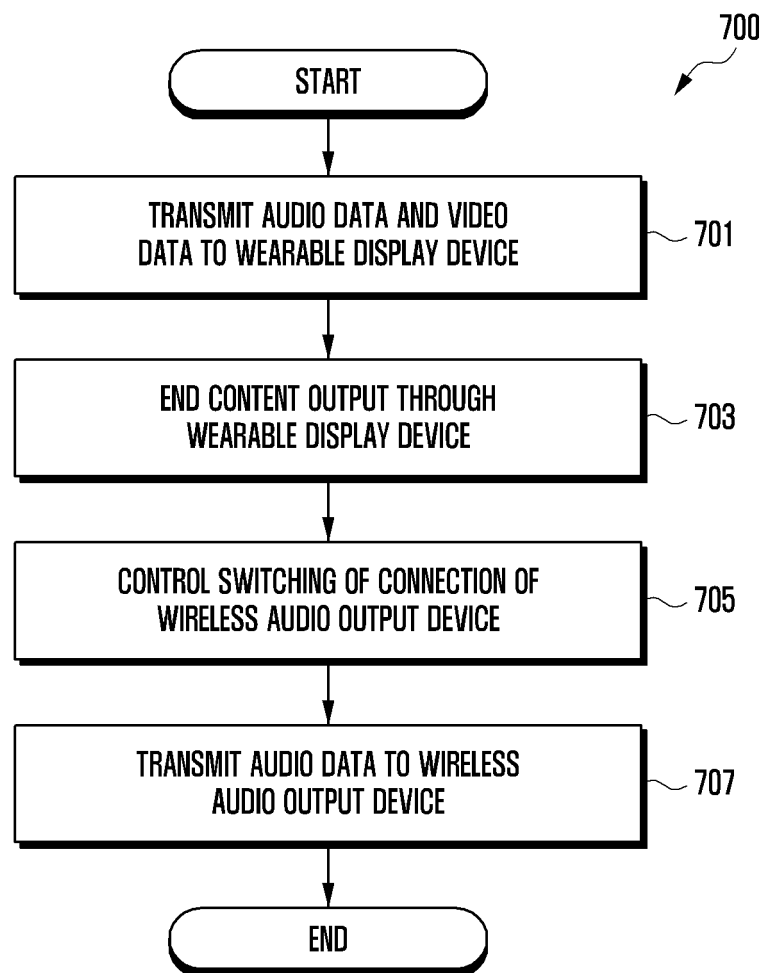 700
START
TRANSMIT AUDIO DATA AND VIDEO
DATA TO WEARABLE DISPLAY DEVICE
701
END CONTENT OUTPUT THROUGH
WEARABLE DISPLAY DEVICE
703
CONTROL SWITCHING OF CONNECTION OF
WIRELESS AUDIO OUTPUT DEVICE
705
TRANSMIT AUDIO DATA TO WIRELESS
AUDIO OUTPUT DEVICE
707
END